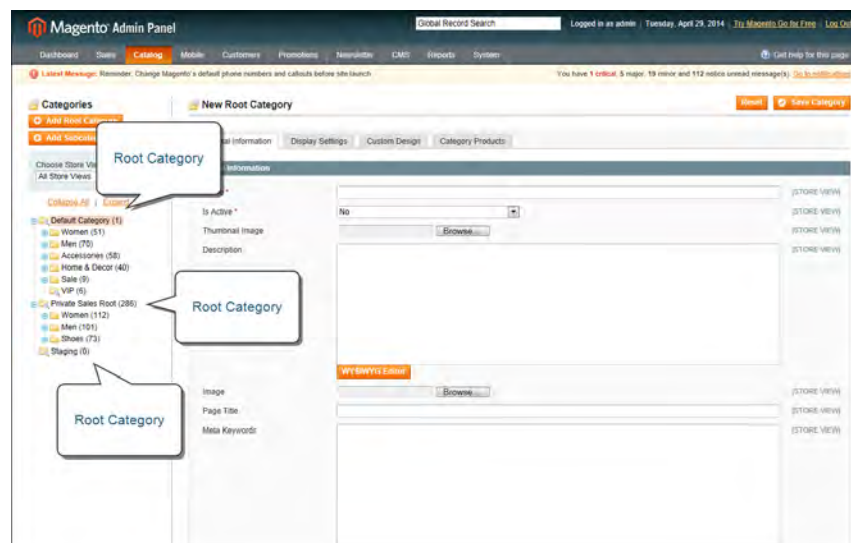 Magento Admin Panel
Global Record Search
Logged in as admin | Tuesday, April 29, 2014 | Try Magento Go for Free | Log Out
Dashboard Sales Catalog Mobile Customers Promotions Newsletter CMS Reports System
Get help for this page
Latest Message: Reminder: Change Magento's default phone numbers and callouts before site launch
You have 1 critical, 5 major, 19 minor and 112 notice unread message(s). Go to notifications
Categories
Add Root Category
Add
Choose Store
All Store Views
Collapse All | Expand
Default Category (1)
Women (51)
Men (70)
Accessories (58)
Home & Decor (40)
Sale (9)
VIP (6)
Private Sales Root (286)
Women (112)
Men (101)
Shoes (73)
Staging (0)
Root Category
Root Category
Root Category
New Root Category
Reset
Save Category
Information
Display Settings
Custom Design
Category Products
Information
*
[STORE VIEW]
Is Active *
No
[STORE VIEW]
Thumbnail Image
Browse...
[STORE VIEW]
Description
[STORE VIEW]
WYSIWYG Editor
Image
Browse...
[STORE VIEW]
Page Title
[STORE VIEW]
Meta Keywords
[STORE VIEW]